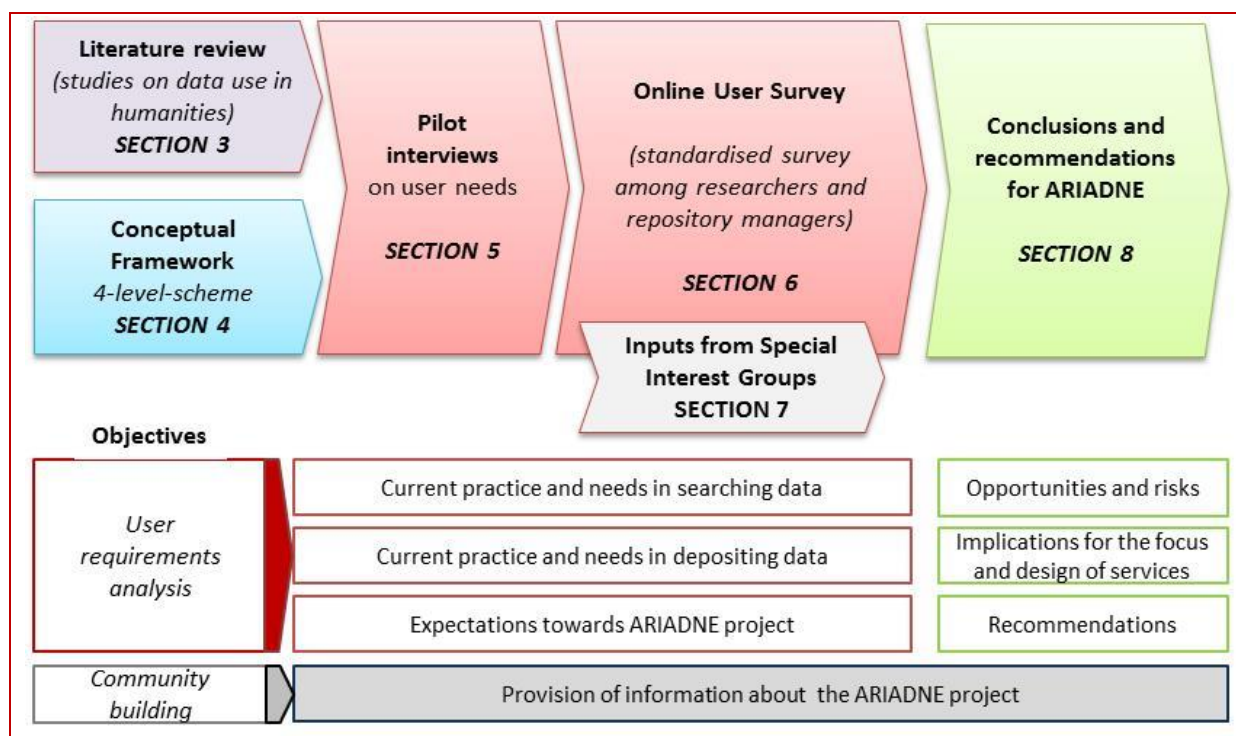 Literature review
(studies on data use in
humanities)
SECTION 3
Conceptual
Framework
4-level-scheme
SECTION 4
Pilot
interviews
on user needs
SECTION 5
Online User Survey
(standardised survey
among researchers and
repository managers)
SECTION 6
Inputs from Special
Interest Groups
SECTION 7
Conclusions and
recommendations
for ARIADNE
SECTION 8
Objectives
User
requirements
analysis
Current practice and needs in searching data
Current practice and needs in depositing data
Expectations towards ARIADNE project
Opportunities and risks
Implications for the focus
and design of services
Recommendations
Community
building
Provision of information about the ARIADNE project